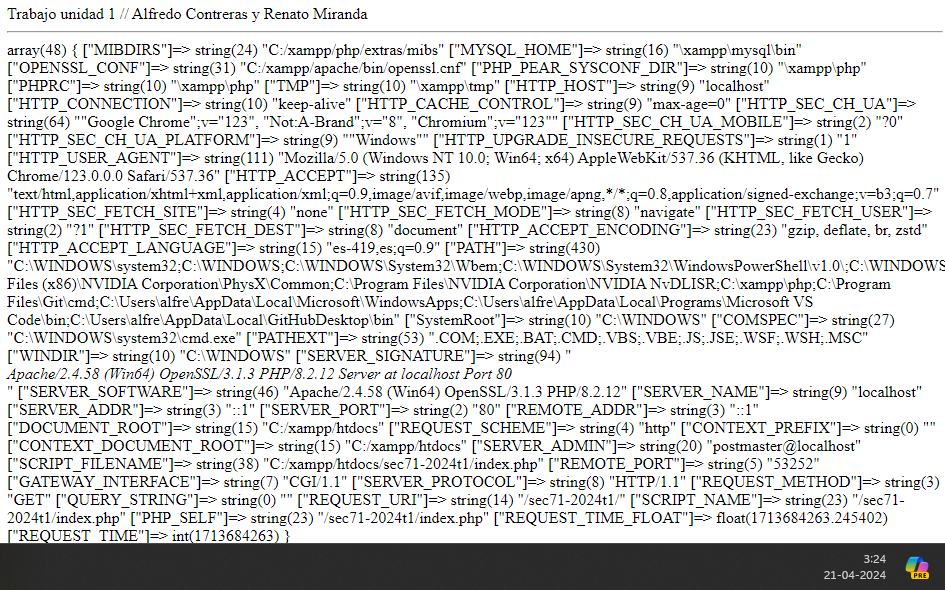 Trabajo unidad 1 // Alfredo Contreras y Renato Miranda
array(48) { ["MIBDIRS"]=> string(24) "C:/xampp/php/extras/mibs" ["MYSQL_HOME"]=> string(16) "\xampp\mysql\bin"
["OPENSSL_CONF"]=> string(31) "C:/xampp/apache/bin/openssl.cnf" ["PHP_PEAR_SYSCONF_DIR"]=> string(10) "\xampp\php"
["PHPRC"]=> string(10) "\xampp\php" ["TMP"]=> string(10) "\xampp\tmp" ["HTTP_HOST"]=> string(9) "localhost"
["HTTP_CONNECTION"]=> string(10) "keep-alive" ["HTTP_CACHE_CONTROL"]=> string(9) "max-age=0" ["HTTP_SEC_CH_UA"]=>
string(64) ""Google Chrome";v="123", "Not:A-Brand";v="8", "Chromium";v="123"" ["HTTP_SEC_CH_UA_MOBILE"]=> string(2) "?0"
["HTTP_SEC_CH_UA_PLATFORM"]=> string(9) ""Windows"" ["HTTP_UPGRADE_INSECURE_REQUESTS"]=> string(1) "1"
["HTTP_USER_AGENT"]=> string(111) "Mozilla/5.0 (Windows NT 10.0; Win64; x64) AppleWebKit/537.36 (KHTML, like Gecko)
Chrome/123.0.0.0 Safari/537.36" ["HTTP_ACCEPT"]=> string(135)
"text/html,application/xhtml+xml,application/xml;q=0.9,image/avif,image/webp,image/apng,*/*;q=0.8,application/signed-exchange;v=b3;q=0.7"
["HTTP_SEC_FETCH_SITE"]=> string(4) "none" ["HTTP_SEC_FETCH_MODE"]=> string(8) "navigate" ["HTTP_SEC_FETCH_USER"]=>
string(2) "?1" ["HTTP_SEC_FETCH_DEST"]=> string(8) "document" ["HTTP_ACCEPT_ENCODING"]=> string(23) "gzip, deflate, br, zstd"
["HTTP_ACCEPT_LANGUAGE"]=> string(15) "es-419,es;q=0.9" ["PATH"]=> string(430)
"C:\WINDOWS\system32;C:\WINDOWS;C:\WINDOWS\System32\Wbem;C:\WINDOWS\System32\WindowsPowerShell\v1.0\;C:\WINDOWS
Files (x86)\NVIDIA Corporation\PhysX\Common;C:\Program Files\NVIDIA Corporation\NVIDIA NvDLISR;C:\xampp\php;C:\Program
Files\Git\cmd;C:\Users\alfre\AppData\Local\Microsoft\WindowsApps;C:\Users\alfre\AppData\Local\Programs\Microsoft VS
Code\bin;C:\Users\alfre\AppData\Local\GitHubDesktop\bin" ["SystemRoot"]=> string(10) "C:\WINDOWS" ["COMSPEC"]=> string(27)
"C:\WINDOWS\system32\cmd.exe" ["PATHEXT"]=> string(53) ".COM;.EXE;.BAT;.CMD;.VBS;.VBE;.JS;.JSE;.WSF;.WSH;.MSC"
["WINDIR"]=> string(10) "C:\WINDOWS" ["SERVER_SIGNATURE"]=> string(94) "
Apache/2.4.58 (Win64) OpenSSL/3.1.3 PHP/8.2.12 Server at localhost Port 80
" ["SERVER_SOFTWARE"]=> string(46) "Apache/2.4.58 (Win64) OpenSSL/3.1.3 PHP/8.2.12" ["SERVER_NAME"]=> string(9) "localhost"
["SERVER_ADDR"]=> string(3) "::1" ["SERVER_PORT"]=> string(2) "80" ["REMOTE_ADDR"]=> string(3) "::1"
["DOCUMENT_ROOT"]=> string(15) "C:/xampp/htdocs" ["REQUEST_SCHEME"]=> string(4) "http" ["CONTEXT_PREFIX"]=> string(0) ""
["CONTEXT_DOCUMENT_ROOT"]=> string(15) "C:/xampp/htdocs" ["SERVER_ADMIN"]=> string(20) "postmaster@localhost"
["SCRIPT_FILENAME"]=> string(38) "C:/xampp/htdocs/sec71-2024t1/index.php" ["REMOTE_PORT"]=> string(5) "53252"
["GATEWAY_INTERFACE"]=> string(7) "CGI/1.1" ["SERVER_PROTOCOL"]=> string(8) "HTTP/1.1" ["REQUEST_METHOD"]=> string(3)
"GET" ["QUERY_STRING"]=> string(0) "" ["REQUEST_URI"]=> string(14) "/sec71-2024t1/" ["SCRIPT_NAME"]=> string(23) "/sec71-
2024t1/index.php" ["PHP_SELF"]=> string(23) "/sec71-2024t1/index.php" ["REQUEST_TIME_FLOAT"]=> float(1713684263.245402)
["REQUEST_TIME"]=> int(1713684263) }
3:24
21-04-2024
PRE